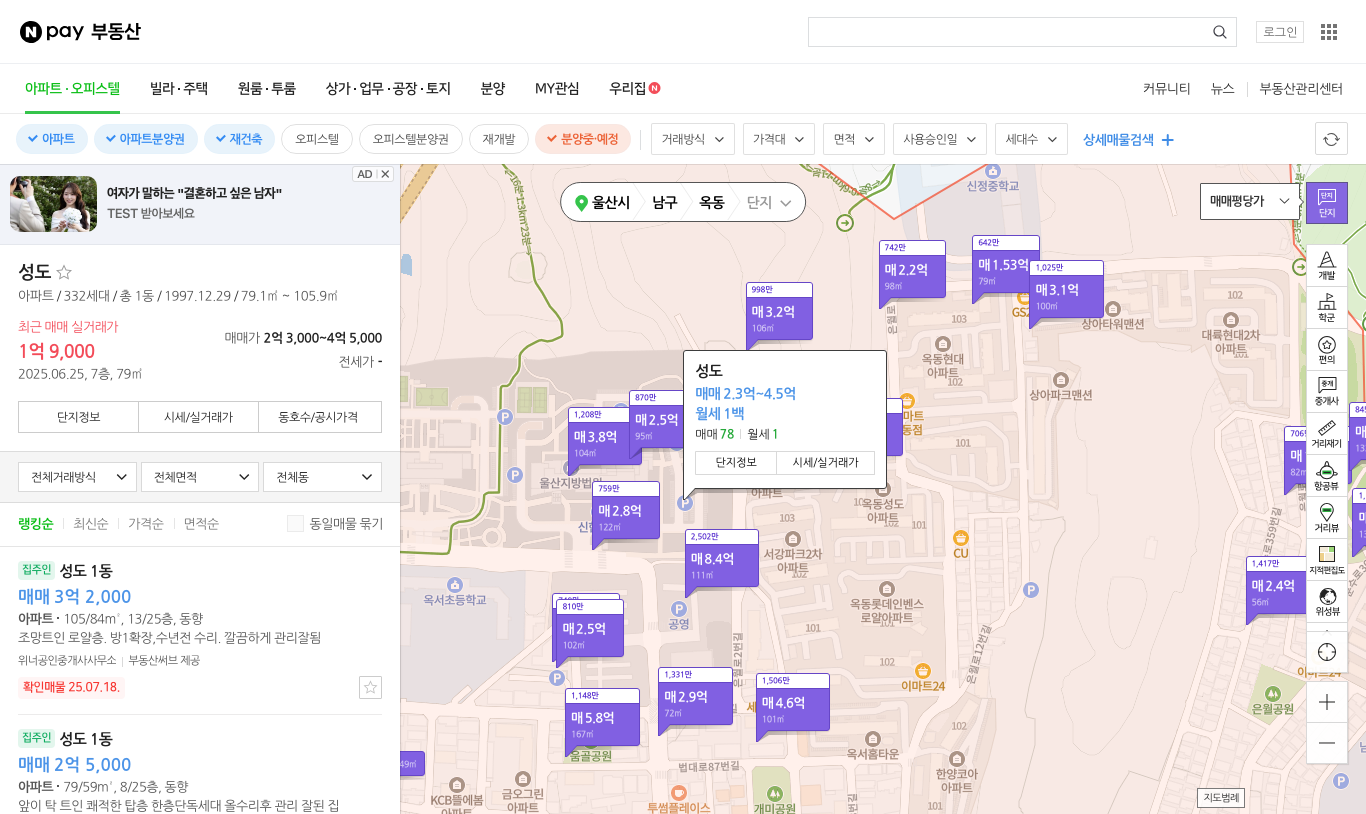 N pay 부동산
로그인
아파트·오피스텔
빌라·주택
원룸·투룸
상가·업무·공장·토지
분양
MY관심
우리집 N
커뮤니티
뉴스
부동산관리센터
아파트
아파트분양권
재건축
오피스텔
오피스텔분양권
재개발
분양중·예정
거래방식
가격대
면적
사용승인일
세대수
상세매물검색
여자가 말하는 "결혼하고 싶은 남자"
TEST 받아보세요
AD
성도
아파트 / 332세대 / 총 1동 / 1997.12.29 / 79.1㎡ ~ 105.9㎡
최근 매매 실거래가
1억 9,000
2025.06.25, 7층, 79㎡
매매가 2억 3,000~4억 5,000
전세가 -
단지정보
시세/실거래가
동호수/공시가격
전체거래방식
전체면적
전체동
랭킹순
최신순
가격순
면적순
동일매물 묶기
집주인 성도 1동
매매 3억 2,000
아파트 · 105/84m², 13/25층, 동향
조망트인 로얄층. 방1확장,수년전 수리. 깔끔하게 관리잘됨
위너공인중개사사무소 | 부동산써브 제공
확인매물 25.07.18.
집주인 성도 1동
매매 2억 5,000
아파트 · 79/59m², 8/25층, 동향
앞이 탁 트인 쾌적한 탑층 한층단독세대 올수리후 관리 잘된 집
울산시
남구
옥동
단지
매매평당가
단지
단지
개발
학군
편의
중개
중개사
거리재기
항공뷰
거리뷰
지적편집도
위성뷰
지도범례
신정중학교
742만
매 2.2억
98㎡
642만
매 1.53억
79㎡
1,025만
매 3.1억
100㎡
998만
매 3.2억
106㎡
성도
매매 2.3억~4.5억
월세 1백
매매 78 | 월세 1
단지정보
시세/실거래가
870만
매 2.5억
95㎡
1,208만
매 3.8억
104㎡
759만
매 2.8억
122㎡
2,502만
매 8.4억
111㎡
810만
매 2.5억
102㎡
1,331만
매 2.9억
72㎡
1,506만
매 4.6억
101㎡
1,148만
매 5.8억
167㎡
49㎡
1,417만
매 2.4억
56㎡
706
매
82㎡
845
상아타워맨션
대륙현대2차
아파트
102
101
103
102
옥동현대
아파트
상아파크맨션
울산지방법원
아파트
옥동성도
아파트
103
102
101
101
서강파크2차
아파트
CU
옥서초등학교
공영
옥동롯데인벤스
로얄아파트
101
102
이마트24
102
은월로12번길
은월공원
옥서홈타운
한양코아
아파트
101
법대로87번길
움골공원
금오그린
아파트
KCB뜰에봄
아파트
투썸플레이스
개미공원